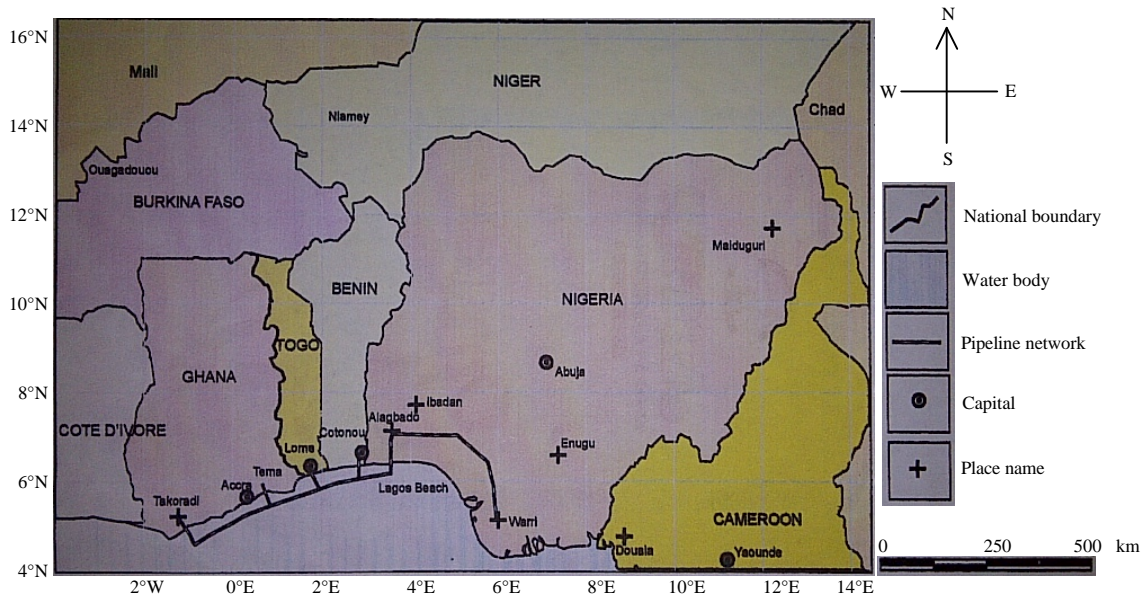 16°N
14°N
12°N
10°N
8°N
6°N
4°N
2°W
0°E
2°E
4°E
6°E
8°E
10°E
12°E
14°E
Mali
NIGER
Chad
Niamey
Ouagadouou
BURKINA FASO
Maiduguri
BENIN
NIGERIA
TOGO
GHANA
Abuja
Ibadan
Alagbado
COTE D'IVORE
Cotonou
Enugu
Lome
Tema
Accra
Lagos Beach
Takoradi
Warri
CAMEROON
Douala
Yaounde
N
W
E
S
National boundary
Water body
Pipeline network
Capital
Place name
0
250
500
km